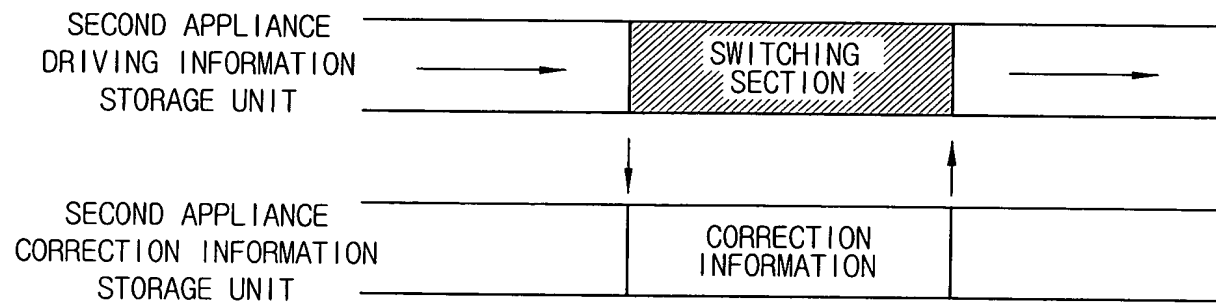 SECOND APPLIANCE
DRIVING INFORMATION
STORAGE UNIT
SWITCHING
SECTION
SECOND APPLIANCE
CORRECTION INFORMATION
STORAGE UNIT
CORRECTION
INFORMATION